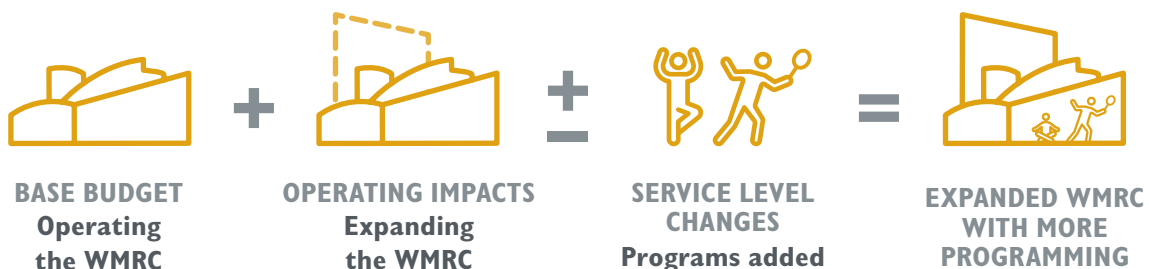 +
±
=
BASE BUDGET
Operating
the WMRC
OPERATING IMPACTS
Expanding
the WMRC
SERVICE LEVEL
CHANGES
Programs added
EXPANDED WMRC
WITH MORE
PROGRAMMING